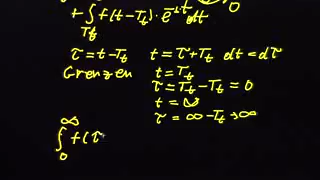 + ∫ f(t-T_t)·e^-st dt
T_t
τ = t-T_t   t = τ+T_t   dt = dτ
Grenzen   t = T_t
τ = T_t - T_t = 0
t = ∞
τ = ∞ - T_t → ∞
∞
∫ f(τ
0